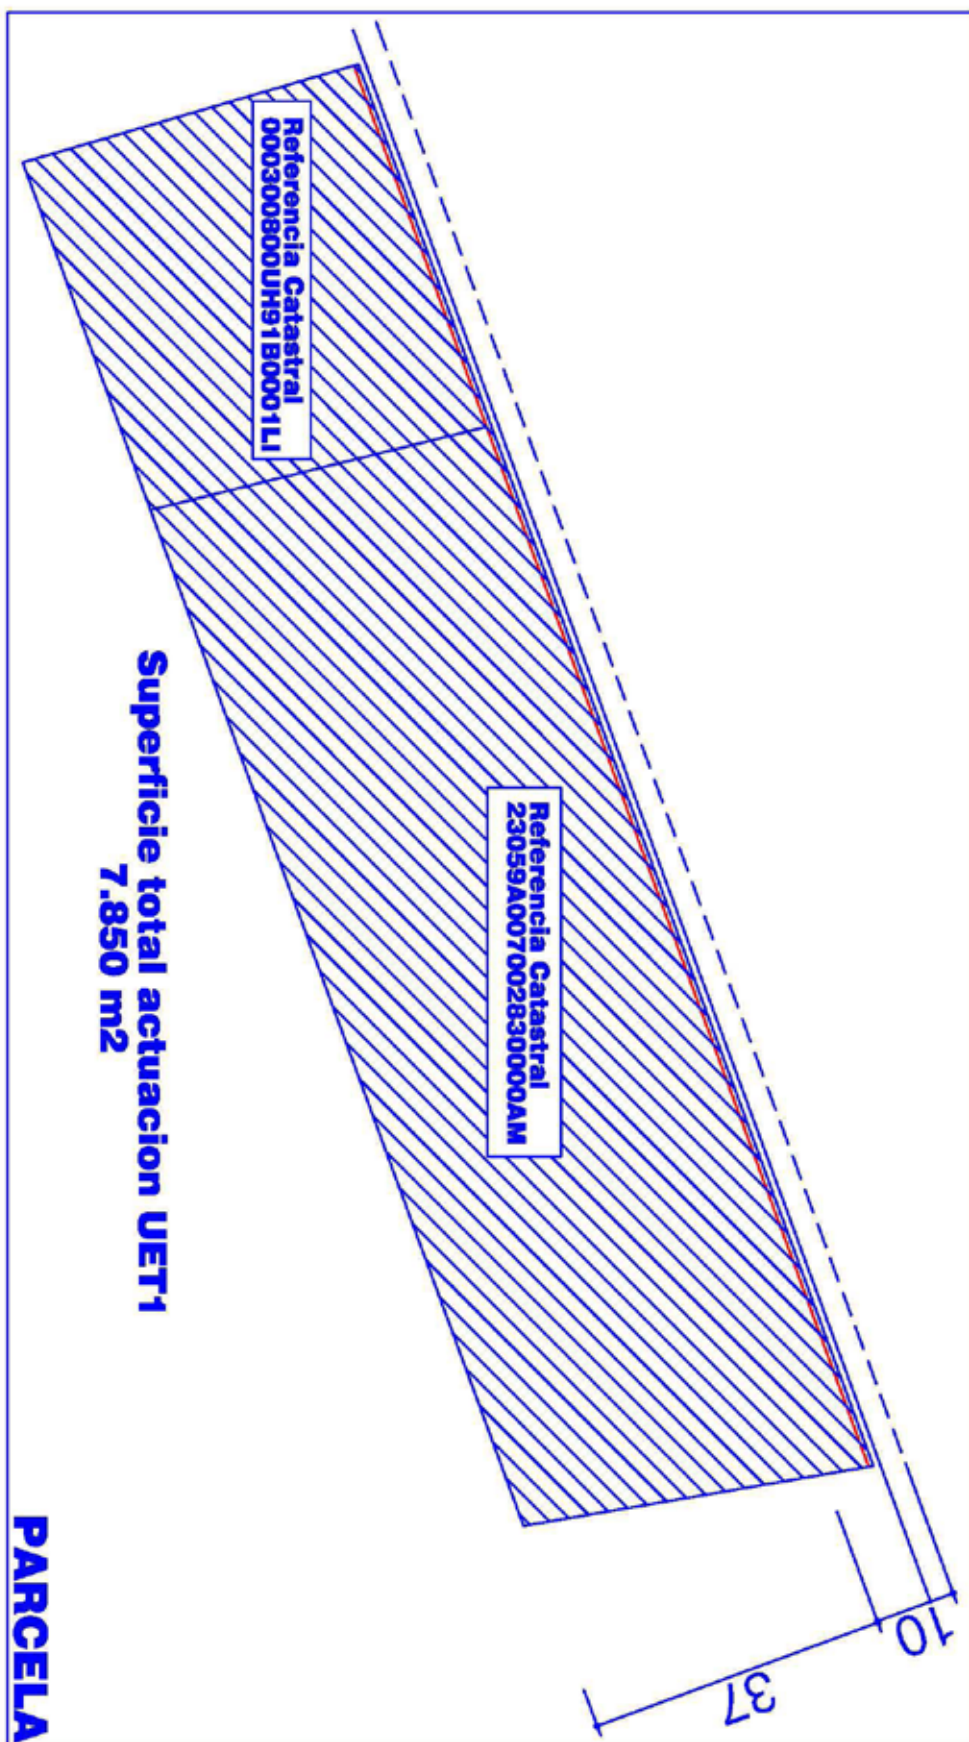 Referencia Catastral
000300800UH91B0001LI
Referencia Catastral
23059A007002830000AM
Superficie total actuacion UET1
7.850 m2
10
37
PARCELA